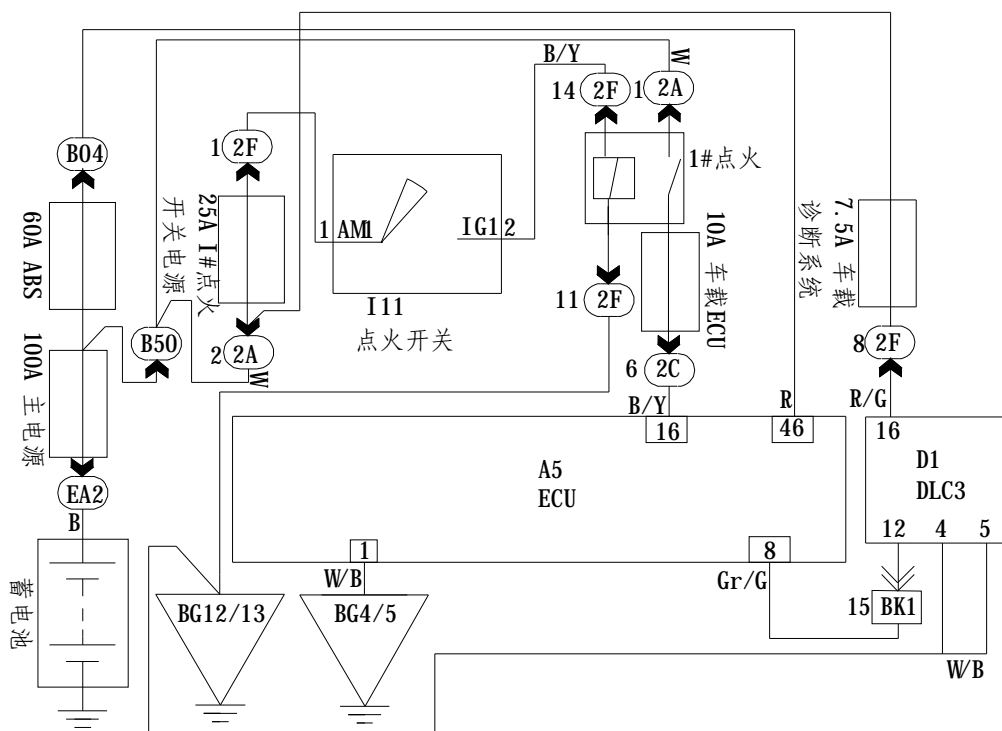 B/Y
W
14
2F
1
2A
B04
1
2F
1#点火
60A ABS
开关电源
25A I#点火
1
AM1
IG1
2
10A 车载ECU
7.5A 车载
诊断系统
I11
点火开关
11
2F
B50
2
2A
W
8
2F
100A 主电源
6
2C
B/Y
R
R/G
16
46
16
EA2
B
A5
ECU
D1
DLC3
12
4
5
1
8
W/B
Gr/G
蓄电池
BG12/13
BG4/5
15
BK1
W/B